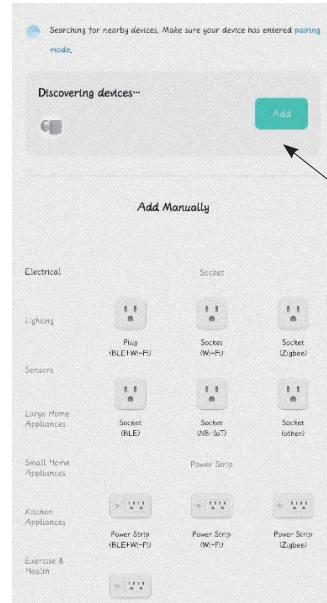 Searching for nearby devices, Make sure your device has entered pairing
mode.
Discovering devices...
Add
Add Manually
Electrical
Socket
Lighting
Plug
(BLE+Wi-Fi)
Socket
(Wi-Fi)
Socket
(Zigbee)
Sensors
Large Home
Appliances
Socket
(BLE)
Socket
(NB-IoT)
Socket
(other)
Small Home
Appliances
Power Strip
Kitchen
Appliances
Power Strip
(BLE+Wi-Fi)
Power Strip
(Wi-Fi)
Power Strip
(Zigbee)
Exercise &
Health